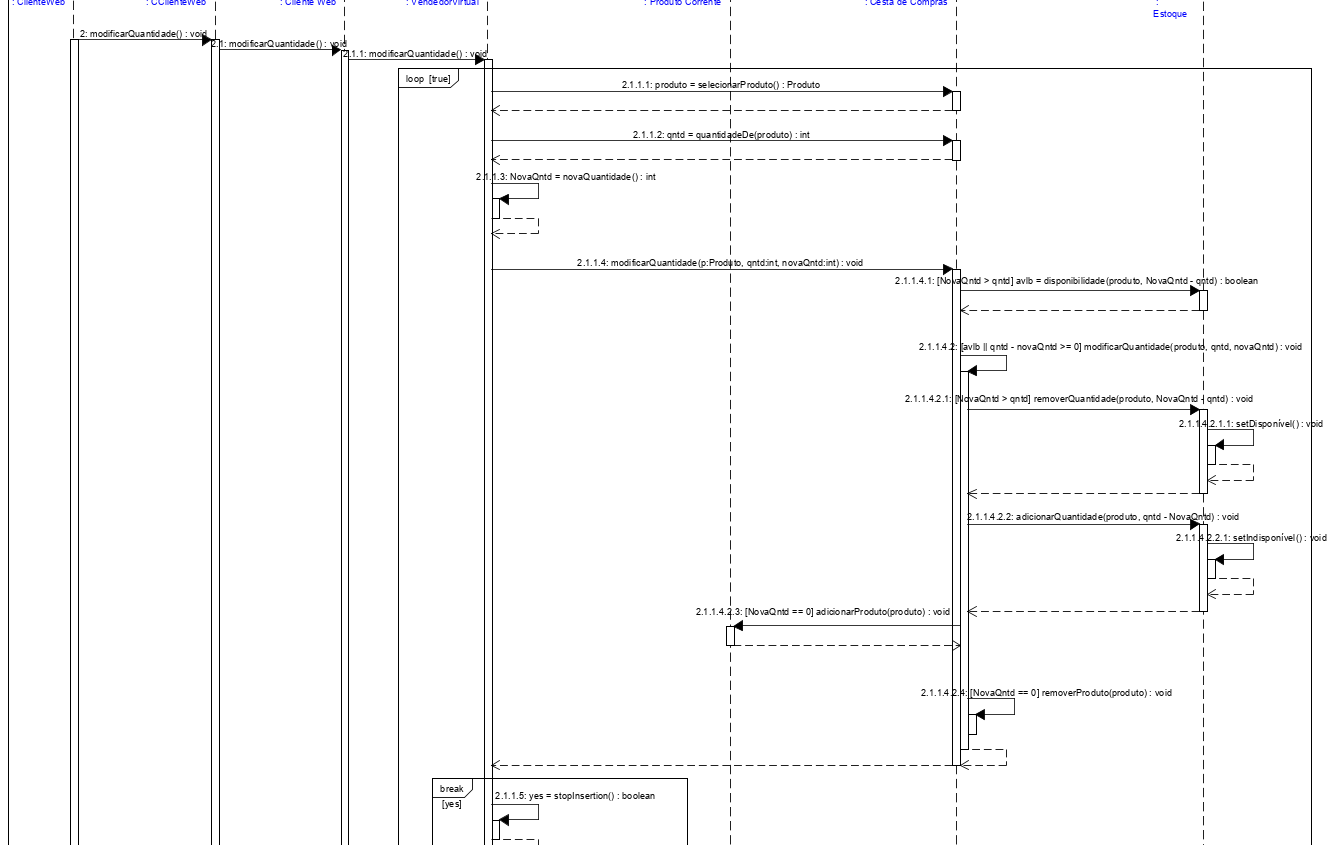 : ClienteWeb
: CClienteWeb
: Cliente Web
: VendedorVirtual
: Produto Corrente
: Cesta de Compras
:
Estoque
2: modificarQuantidade() : void
2.1: modificarQuantidade() : void
2.1.1: modificarQuantidade() : void
loop [true]
2.1.1.1: produto = selecionarProduto() : Produto
2.1.1.2: qntd = quantidadeDe(produto) : int
2.1.1.3: NovaQntd = novaQuantidade() : int
2.1.1.4: modificarQuantidade(p:Produto, qntd:int, novaQntd:int) : void
2.1.1.4.1: [NovaQntd > qntd] avlb = disponibilidade(produto, NovaQntd - qntd) : boolean
2.1.1.4.2: [avlb || qntd - novaQntd >= 0] modificarQuantidade(produto, qntd, novaQntd) : void
2.1.1.4.2.1: [NovaQntd > qntd] removerQuantidade(produto, NovaQntd - qntd) : void
2.1.1.4.2.1.1: setDisponível() : void
2.1.1.4.2.2: adicionarQuantidade(produto, qntd - NovaQntd) : void
2.1.1.4.2.2.1: setIndisponível() : void
2.1.1.4.2.3: [NovaQntd == 0] adicionarProduto(produto) : void
2.1.1.4.2.4: [NovaQntd == 0] removerProduto(produto) : void
break
[yes]
2.1.1.5: yes = stopInsertion() : boolean